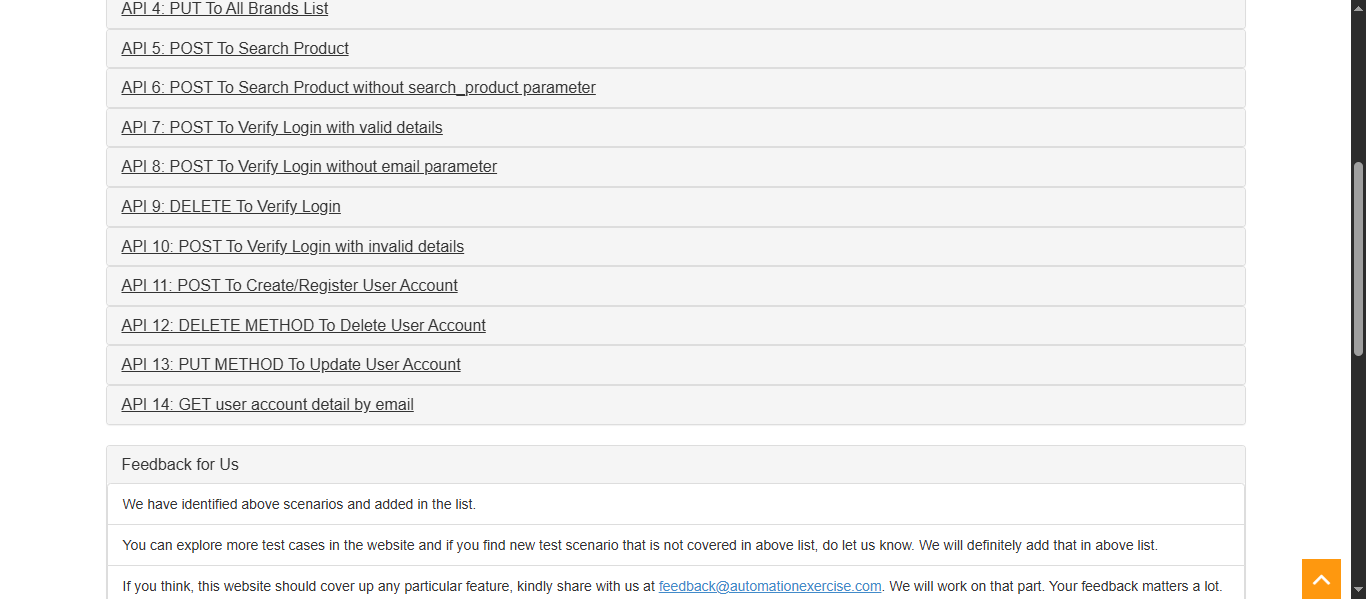 API 4: PUT To All Brands List
API 5: POST To Search Product
API 6: POST To Search Product without search_product parameter
API 7: POST To Verify Login with valid details
API 8: POST To Verify Login without email parameter
API 9: DELETE To Verify Login
API 10: POST To Verify Login with invalid details
API 11: POST To Create/Register User Account
API 12: DELETE METHOD To Delete User Account
API 13: PUT METHOD To Update User Account
API 14: GET user account detail by email
Feedback for Us
We have identified above scenarios and added in the list.
You can explore more test cases in the website and if you find new test scenario that is not covered in above list, do let us know. We will definitely add that in above list.
If you think, this website should cover up any particular feature, kindly share with us at feedback@automationexercise.com. We will work on that part. Your feedback matters a lot.